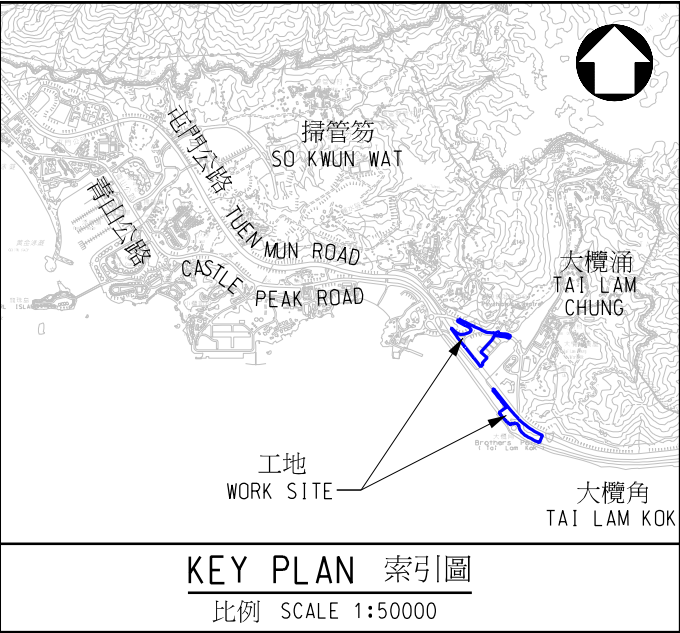 掃管笏
SO KWUN WAT
屯門公路
TUEN MUN ROAD
青山公路
CASTLE PEAK ROAD
大欖涌
TAI LAM
CHUNG
工地
WORK SITE
大欖角
TAI LAM KOK
KEY PLAN 索引圖
比例 SCALE 1:50000